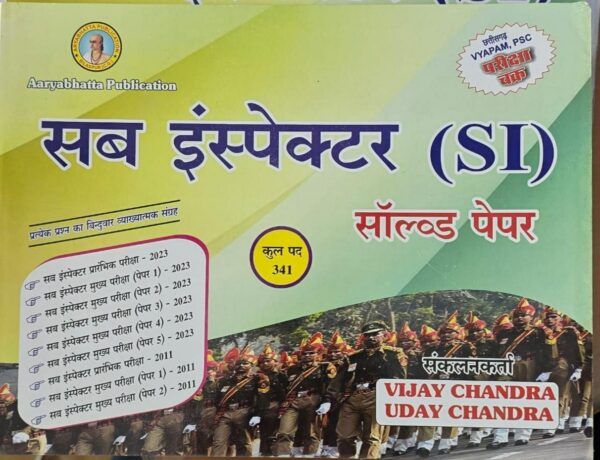 ARYABHATTA PUBLICATION
BILASPUR (C.G.)
Aaryabhatta Publication
छत्तीसगढ़
VYAPAM, PSC
परीक्षा
चक्र
सब इंस्पेक्टर (SI)
सॉल्व्ड पेपर
प्रत्येक प्रश्न का बिन्दुवार व्याख्यात्मक संग्रह
कुल पद
341
सब इंस्पेक्टर प्रारंभिक परीक्षा - 2023
सब इंस्पेक्टर मुख्य परीक्षा (पेपर 1) - 2023
सब इंस्पेक्टर मुख्य परीक्षा (पेपर 2) - 2023
सब इंस्पेक्टर मुख्य परीक्षा (पेपर 3) - 2023
सब इंस्पेक्टर मुख्य परीक्षा (पेपर 4) - 2023
सब इंस्पेक्टर मुख्य परीक्षा (पेपर 5) - 2023
सब इंस्पेक्टर प्रारंभिक परीक्षा - 2011
सब इंस्पेक्टर मुख्य परीक्षा (पेपर 1) - 2011
सब इंस्पेक्टर मुख्य परीक्षा (पेपर 2) - 2011
संकलनकर्ता
VIJAY CHANDRA
UDAY CHANDRA